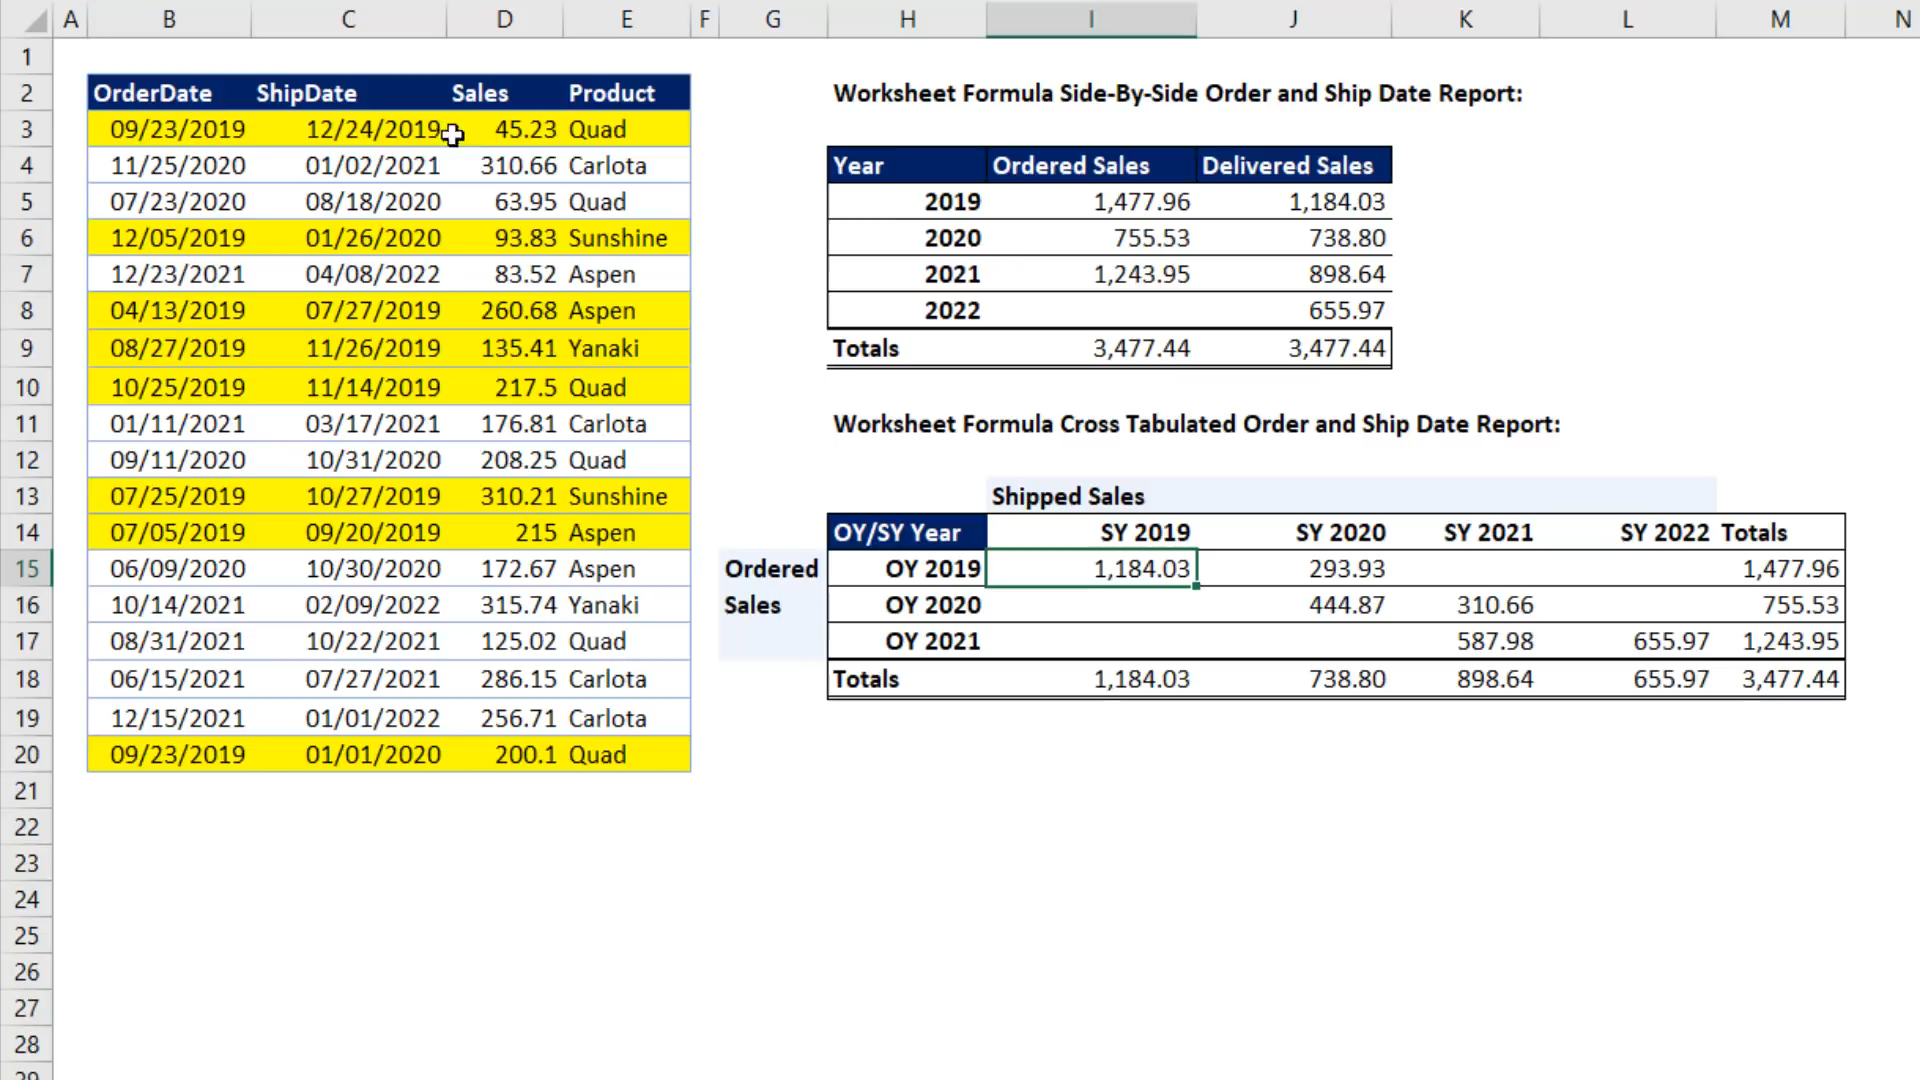 A B C D E F G H I J K L M N
1
2 OrderDate ShipDate Sales Product Worksheet Formula Side-By-Side Order and Ship Date Report:
3 09/23/2019 12/24/2019 45.23 Quad
4 11/25/2020 01/02/2021 310.66 Carlota Year Ordered Sales Delivered Sales
5 07/23/2020 08/18/2020 63.95 Quad 2019 1,477.96 1,184.03
6 12/05/2019 01/26/2020 93.83 Sunshine 2020 755.53 738.80
7 12/23/2021 04/08/2022 83.52 Aspen 2021 1,243.95 898.64
8 04/13/2019 07/27/2019 260.68 Aspen 2022 655.97
9 08/27/2019 11/26/2019 135.41 Yanaki Totals 3,477.44 3,477.44
10 10/25/2019 11/14/2019 217.5 Quad
11 01/11/2021 03/17/2021 176.81 Carlota Worksheet Formula Cross Tabulated Order and Ship Date Report:
12 09/11/2020 10/31/2020 208.25 Quad
13 07/25/2019 10/27/2019 310.21 Sunshine Shipped Sales
14 07/05/2019 09/20/2019 215 Aspen OY/SY Year SY 2019 SY 2020 SY 2021 SY 2022 Totals
15 06/09/2020 10/30/2020 172.67 Aspen Ordered OY 2019 1,184.03 293.93 1,477.96
16 10/14/2021 02/09/2022 315.74 Yanaki Sales OY 2020 444.87 310.66 755.53
17 08/31/2021 10/22/2021 125.02 Quad OY 2021 587.98 655.97 1,243.95
18 06/15/2021 07/27/2021 286.15 Carlota Totals 1,184.03 738.80 898.64 655.97 3,477.44
19 12/15/2021 01/01/2022 256.71 Carlota
20 09/23/2019 01/01/2020 200.1 Quad
21
22
23
24
25
26
27
28
29